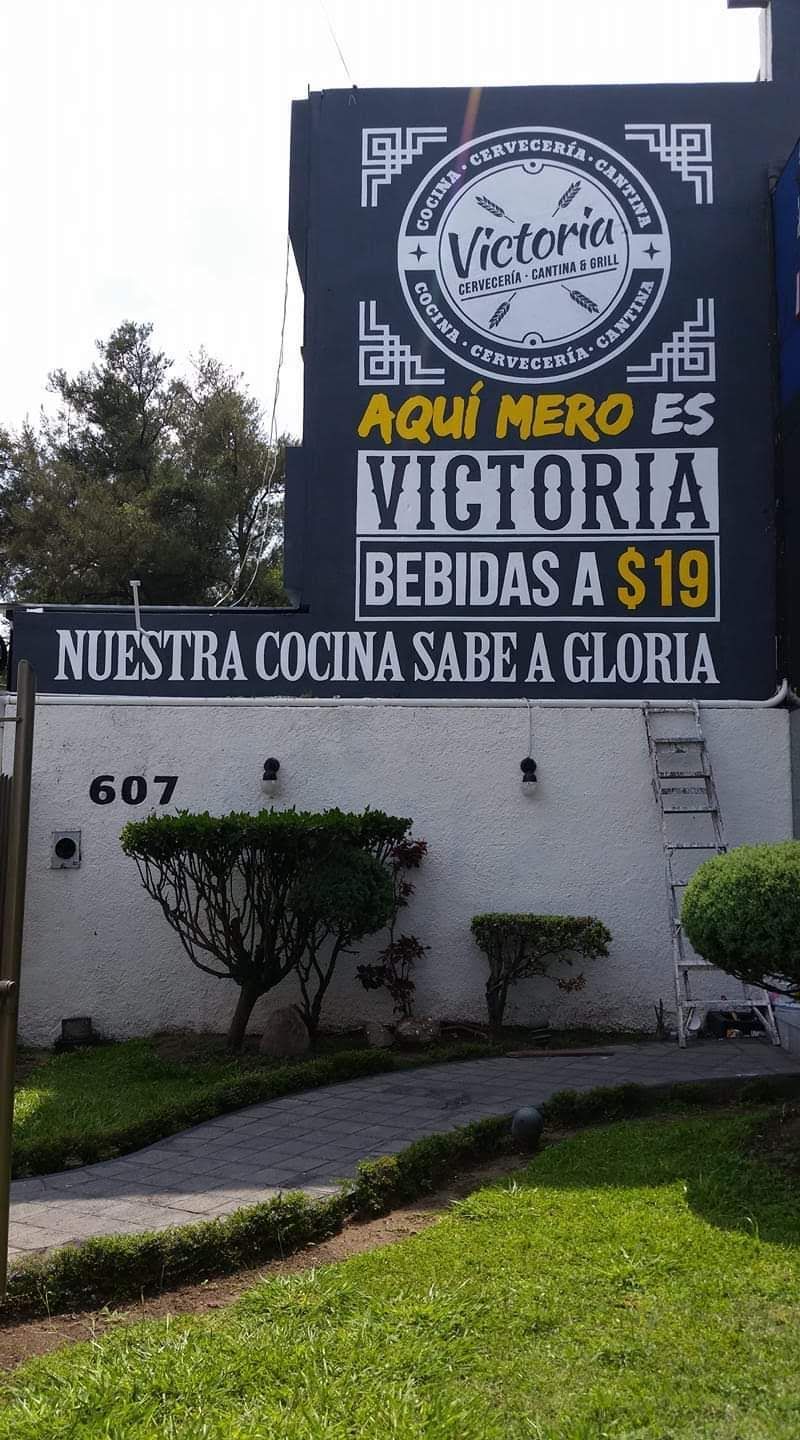 COCINA · CERVECERÍA · CANTINA
Victoria
CERVECERÍA · CANTINA & GRILL
COCINA · CERVECERÍA · CANTINA
AQUÍ MERO ES
VICTORIA
BEBIDAS A $19
NUESTRA COCINA SABE A GLORIA
607